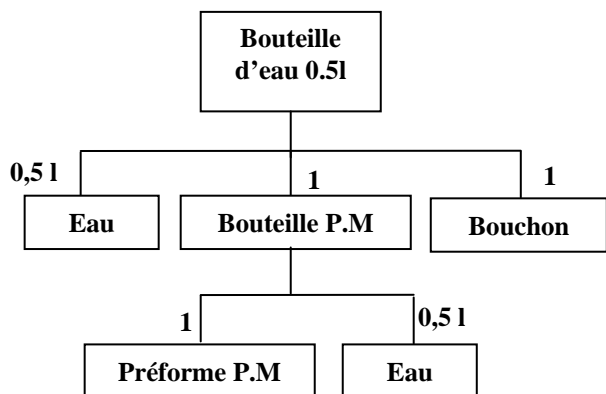 Bouteille
d'eau 0.5l
0,5 l
1
1
Eau
Bouteille P.M
Bouchon
1
0,5 l
Préforme P.M
Eau